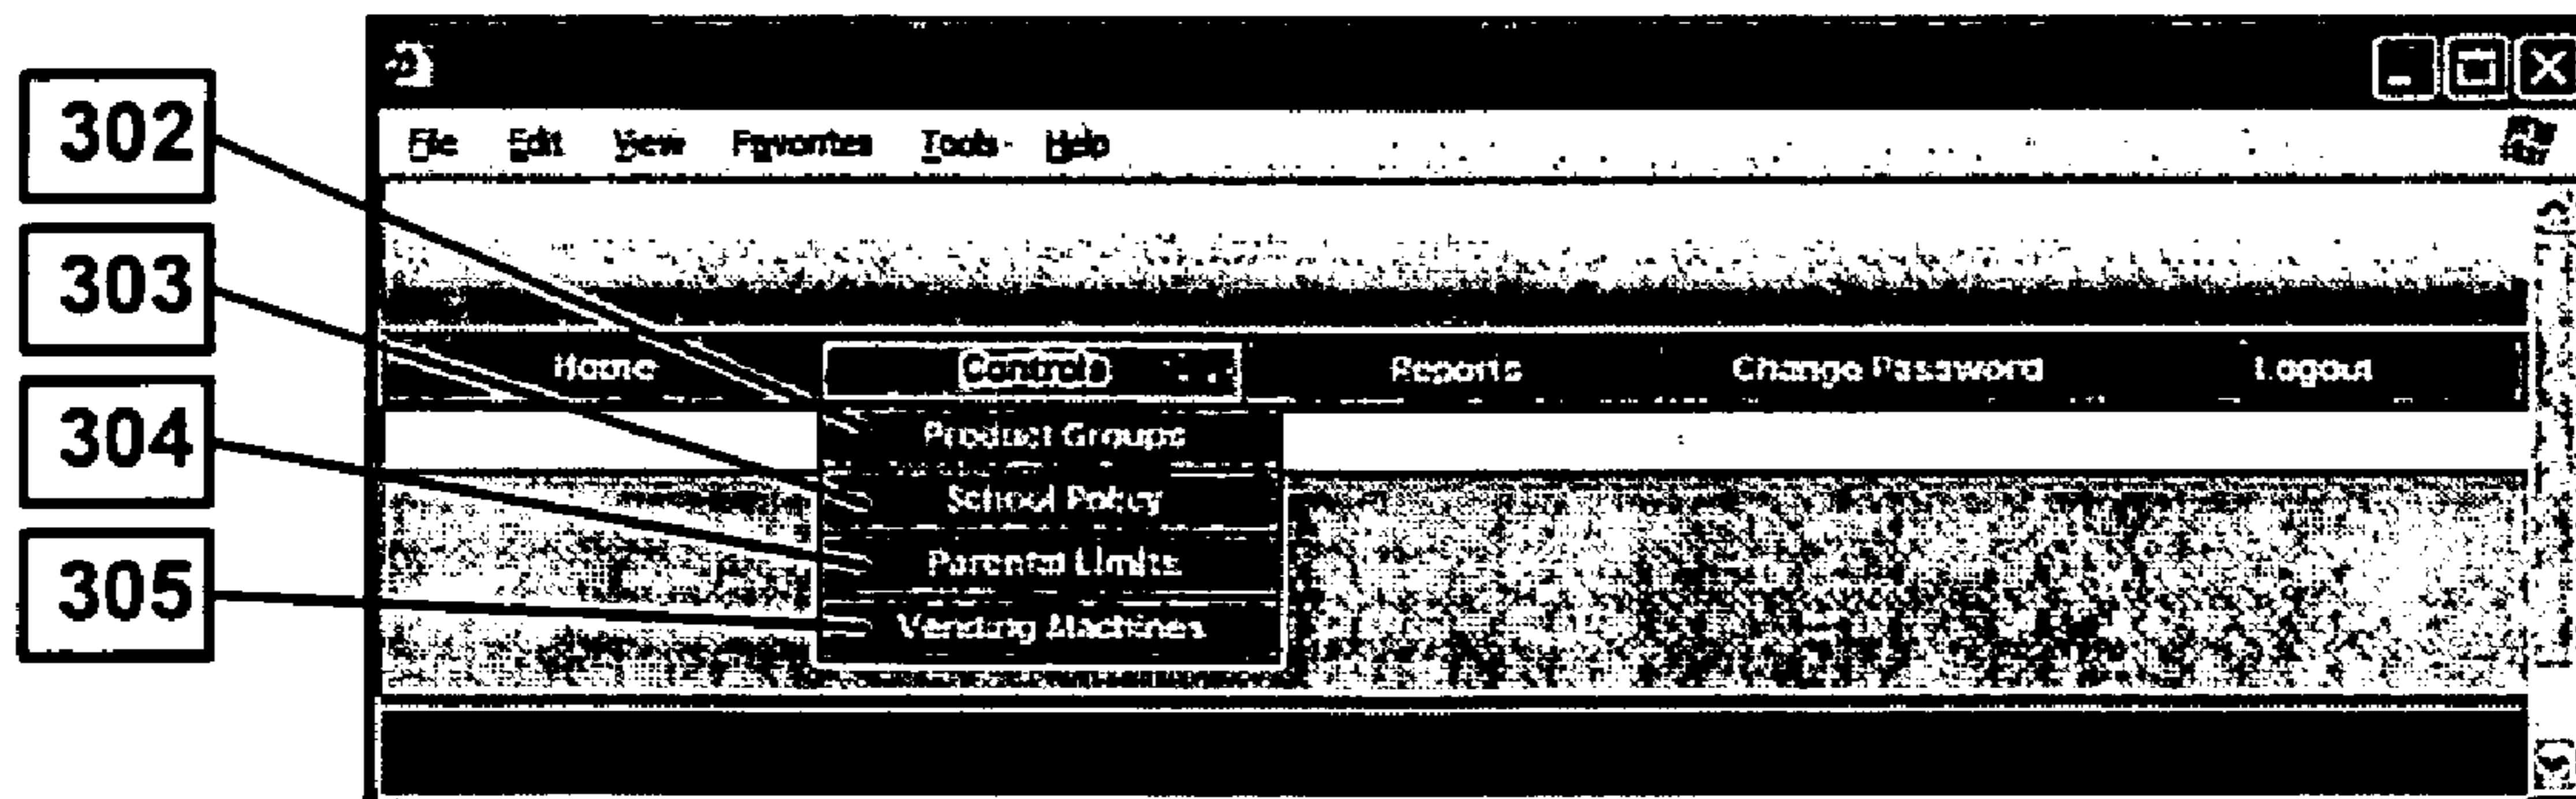 302
303
304
305
File Edit View Favorites Tools Help
Home Controls Reports Change Password Logout
Product Groups
School Policy
Parental Limits
Vending Machines